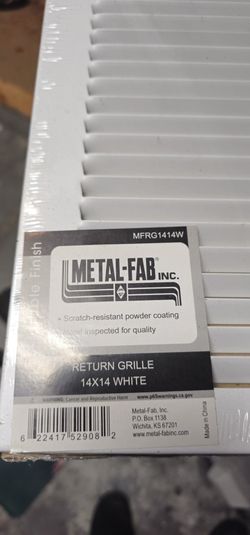 MFRG1414W
Finish
METAL-FAB INC.
• Scratch-resistant powder coating
inspected for quality
RETURN GRILLE
14X14 WHITE
WARNING: Cancer and Reproductive Harm www.p65warnings.ca.gov
6 22417 52908 2
Metal-Fab, Inc.
P.O. Box 1138
Wichita, KS 67201
www.metal-fabinc.com
Made in China